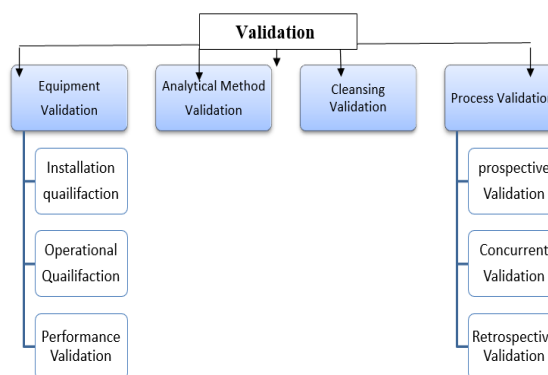 Validation
Equipment
Validation
Analytical Method
Validation
Cleansing
Validation
Process Validation
Installation
quailifaction
Operational
Quailifaction
Performance
Validation
prospective
Validation
Concurrent
Validation
Retrospective
Validation